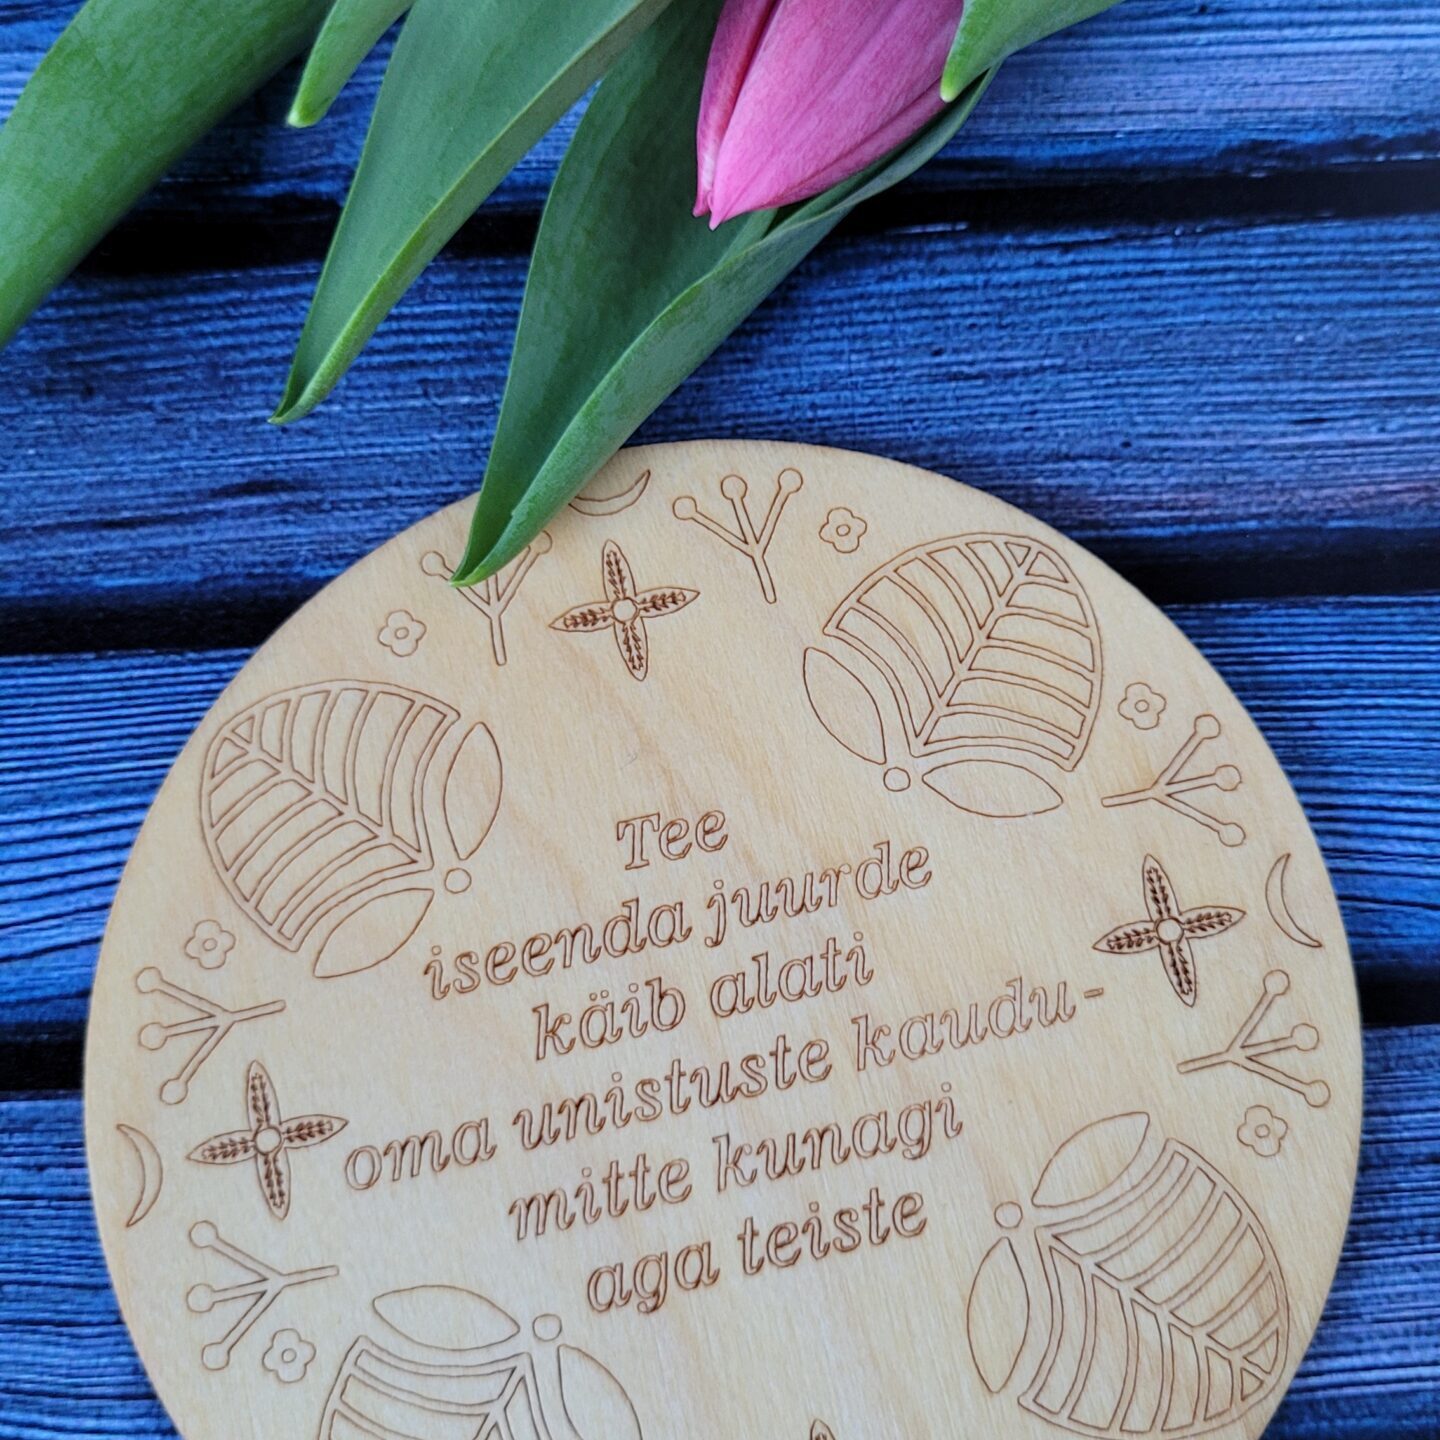 Tee
iseenda juurde
käib alati
oma unistuste kaudu-
mitte kunagi
aga teiste